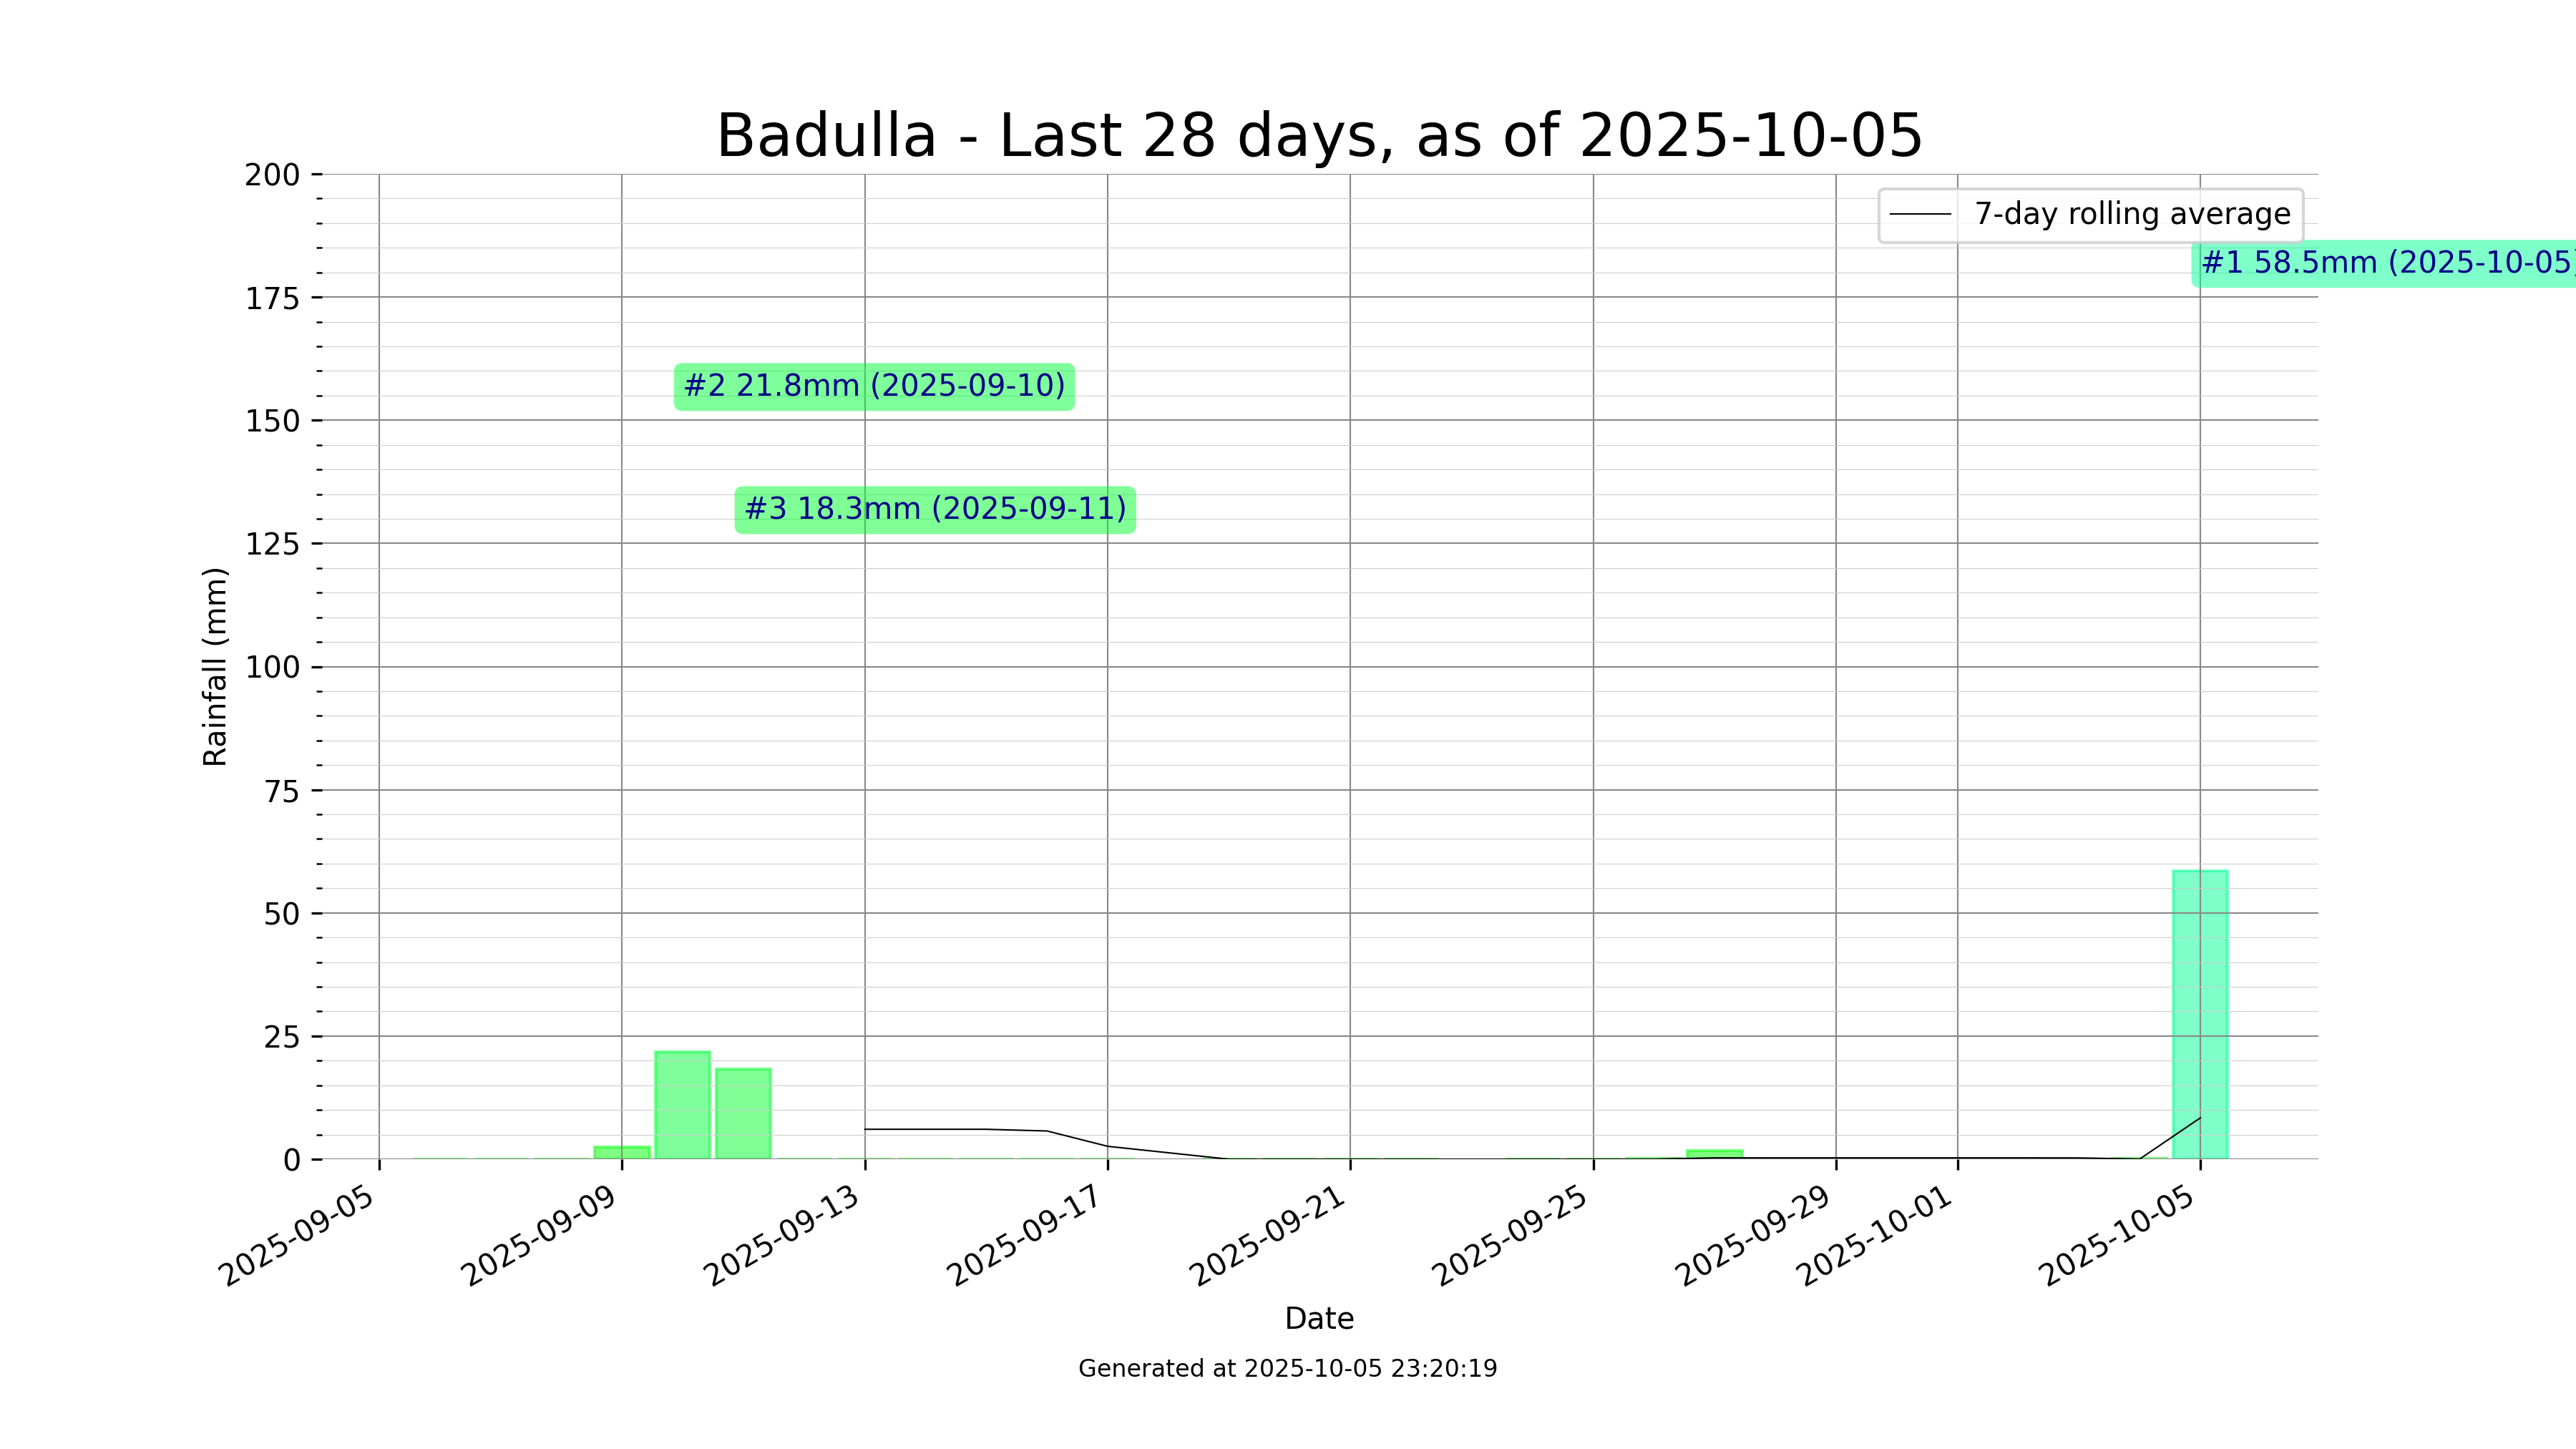 Badulla - Last 28 days, as of 2025-10-05
200
175
150
125
100
75
50
25
0
Rainfall (mm)
7-day rolling average
#1 58.5mm (2025-10-05)
#2 21.8mm (2025-09-10)
#3 18.3mm (2025-09-11)
2025-09-05
2025-09-09
2025-09-13
2025-09-17
2025-09-21
2025-09-25
2025-09-29
2025-10-01
2025-10-05
Date
Generated at 2025-10-05 23:20:19